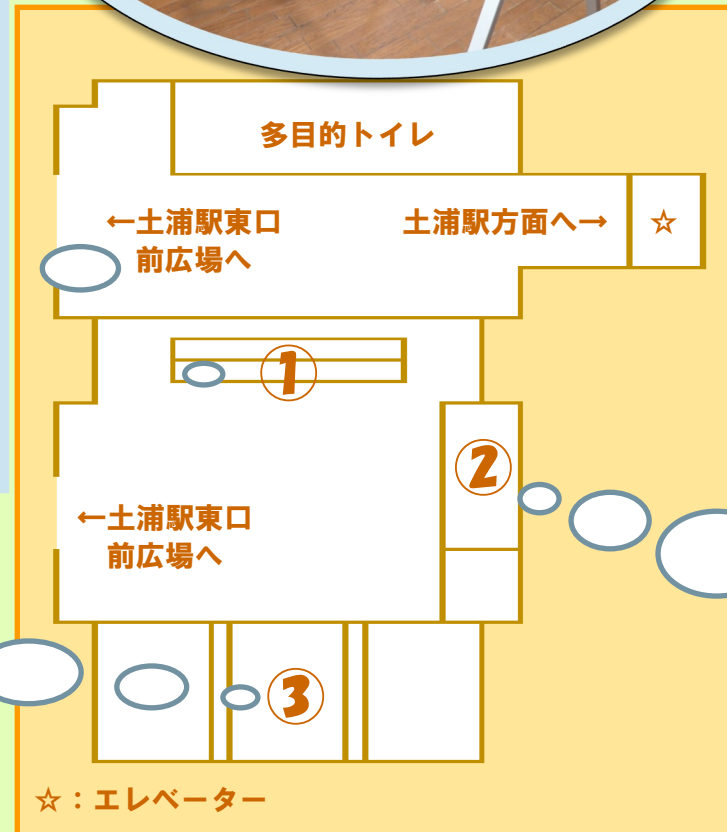 多目的トイレ
←土浦駅東口
前広場へ
土浦駅方面へ→
☆
①
②
←土浦駅東口
前広場へ
③
☆：エレベーター